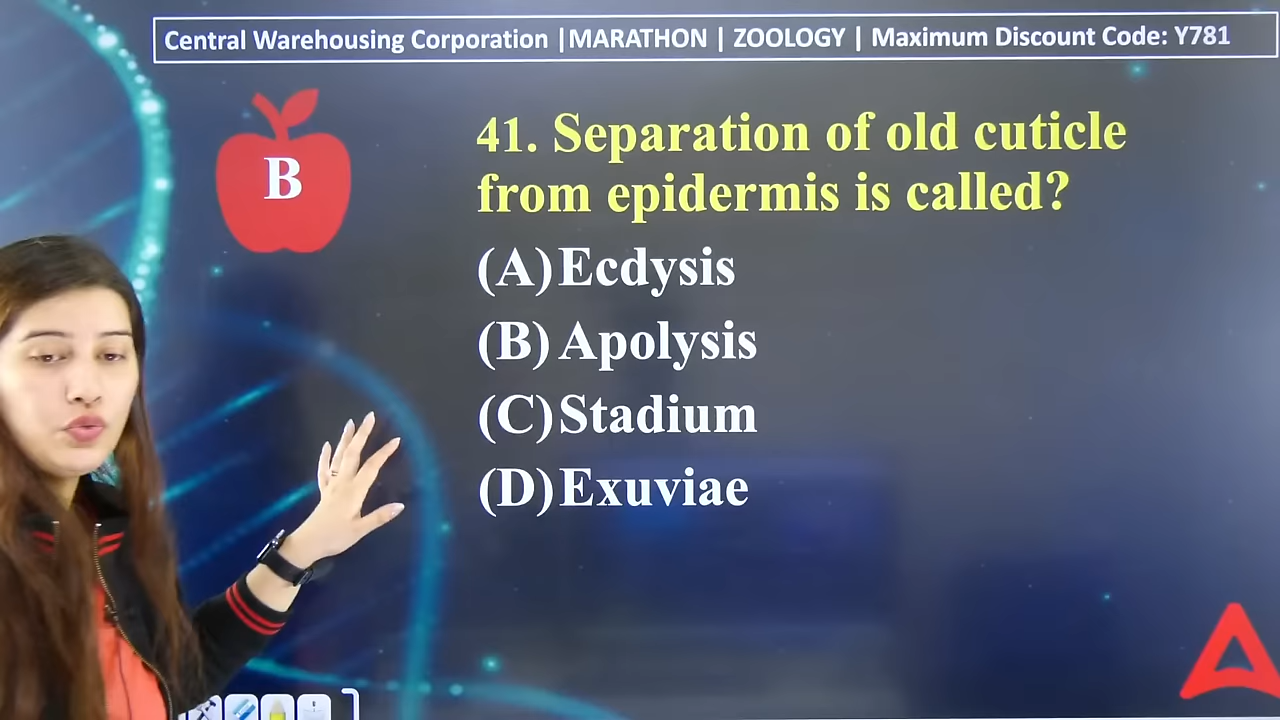 Central Warehousing Corporation |MARATHON | ZOOLOGY | Maximum Discount Code: Y781
B
41. Separation of old cuticle
from epidermis is called?
(A) Ecdysis
(B) Apolysis
(C) Stadium
(D) Exuviae